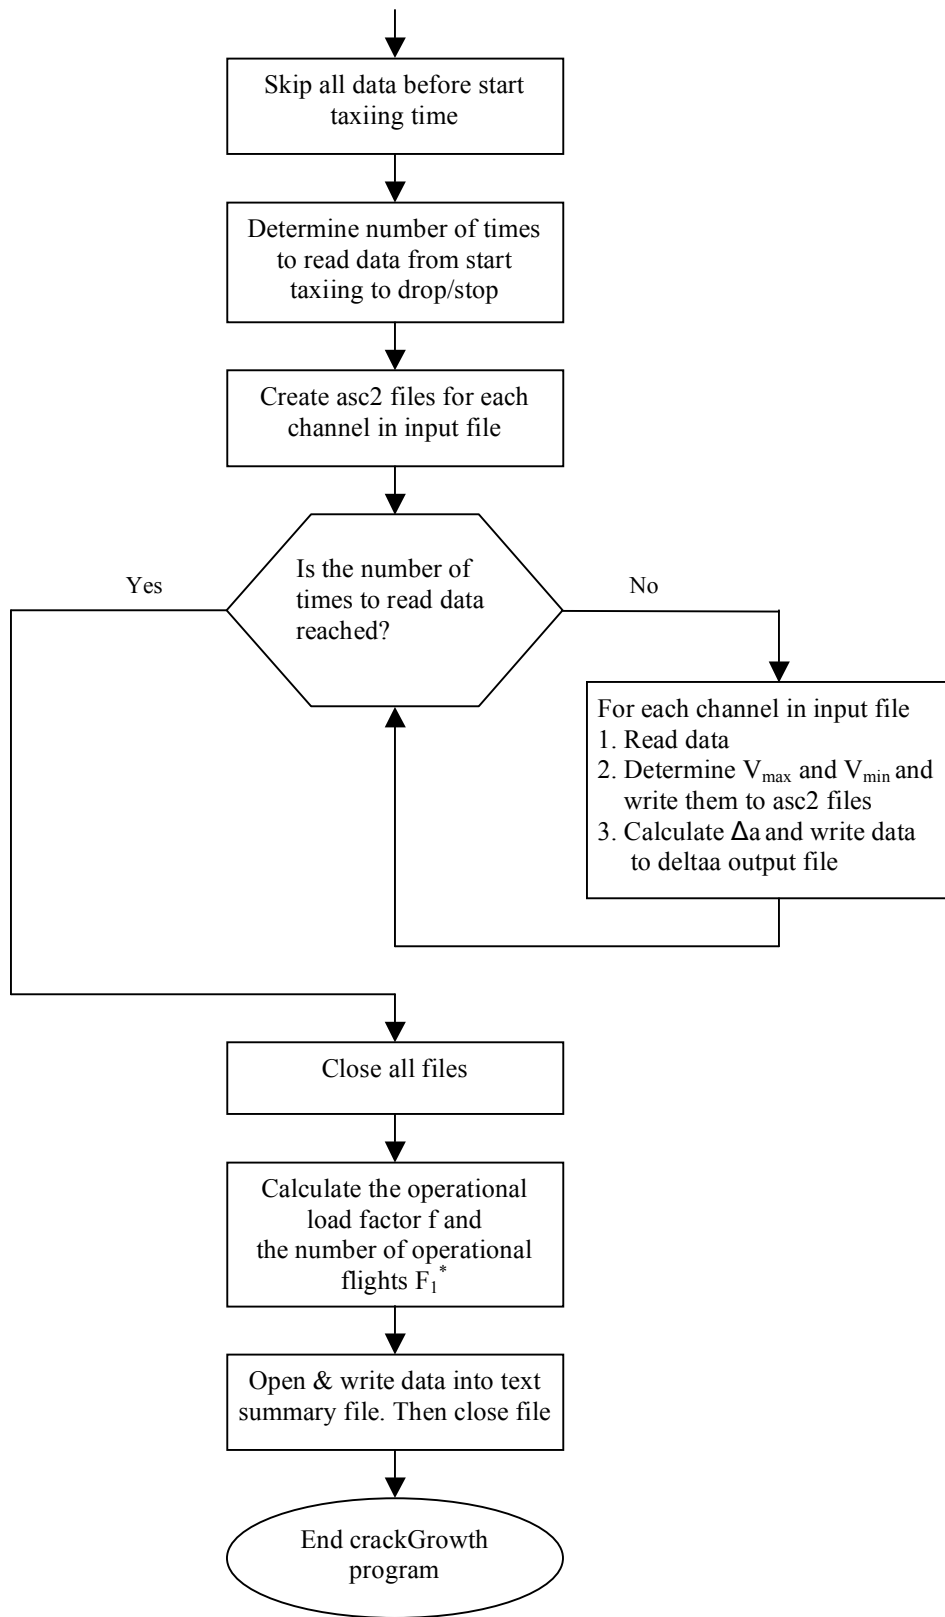 Skip all data before start
taxiing time
Determine number of times
to read data from start
taxiing to drop/stop
Create asc2 files for each
channel in input file
Is the number of
times to read data
reached?
Yes
No
For each channel in input file
1. Read data
2. Determine Vmax and Vmin and
write them to asc2 files
3. Calculate Δa and write data
to deltaa output file
Close all files
Calculate the operational
load factor f and
the number of operational
flights F1*
Open & write data into text
summary file. Then close file
End crackGrowth
program